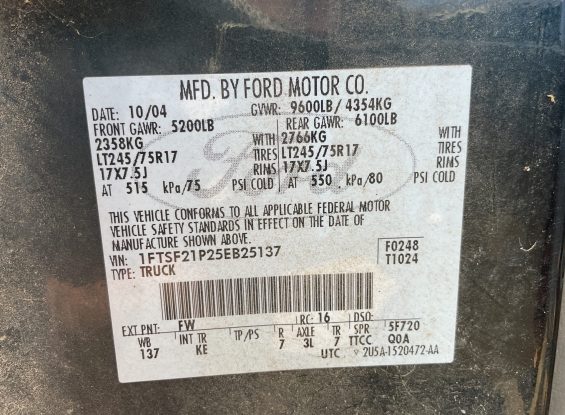 MFD. BY FORD MOTOR CO.
DATE: 10/04 GVWR: 9600LB/ 4354KG
FRONT GAWR: 5200LB REAR GAWR: 6100LB
2358KG WITH 2766KG WITH
LT245/75R17 TIRES LT245/75R17 TIRES
17X7.5J RIMS 17X7.5J RIMS
AT 515 kPa/75 PSI COLD AT 550 kPa/80 PSI COLD
THIS VEHICLE CONFORMS TO ALL APPLICABLE FEDERAL MOTOR
VEHICLE SAFETY STANDARDS IN EFFECT ON THE DATE OF
MANUFACTURE SHOWN ABOVE.
VIN: 1FTSF21P25EB25137 F0248
TYPE: TRUCK T1024
RC: 16 DSO:
EXT PNT: FW
WB INT TR TP/PS R AXLE TR SPR 5F720
137 KE 7 3L 7 TTCC Q0A
UTC ▽ 2U5A-1520472-AA
Ford